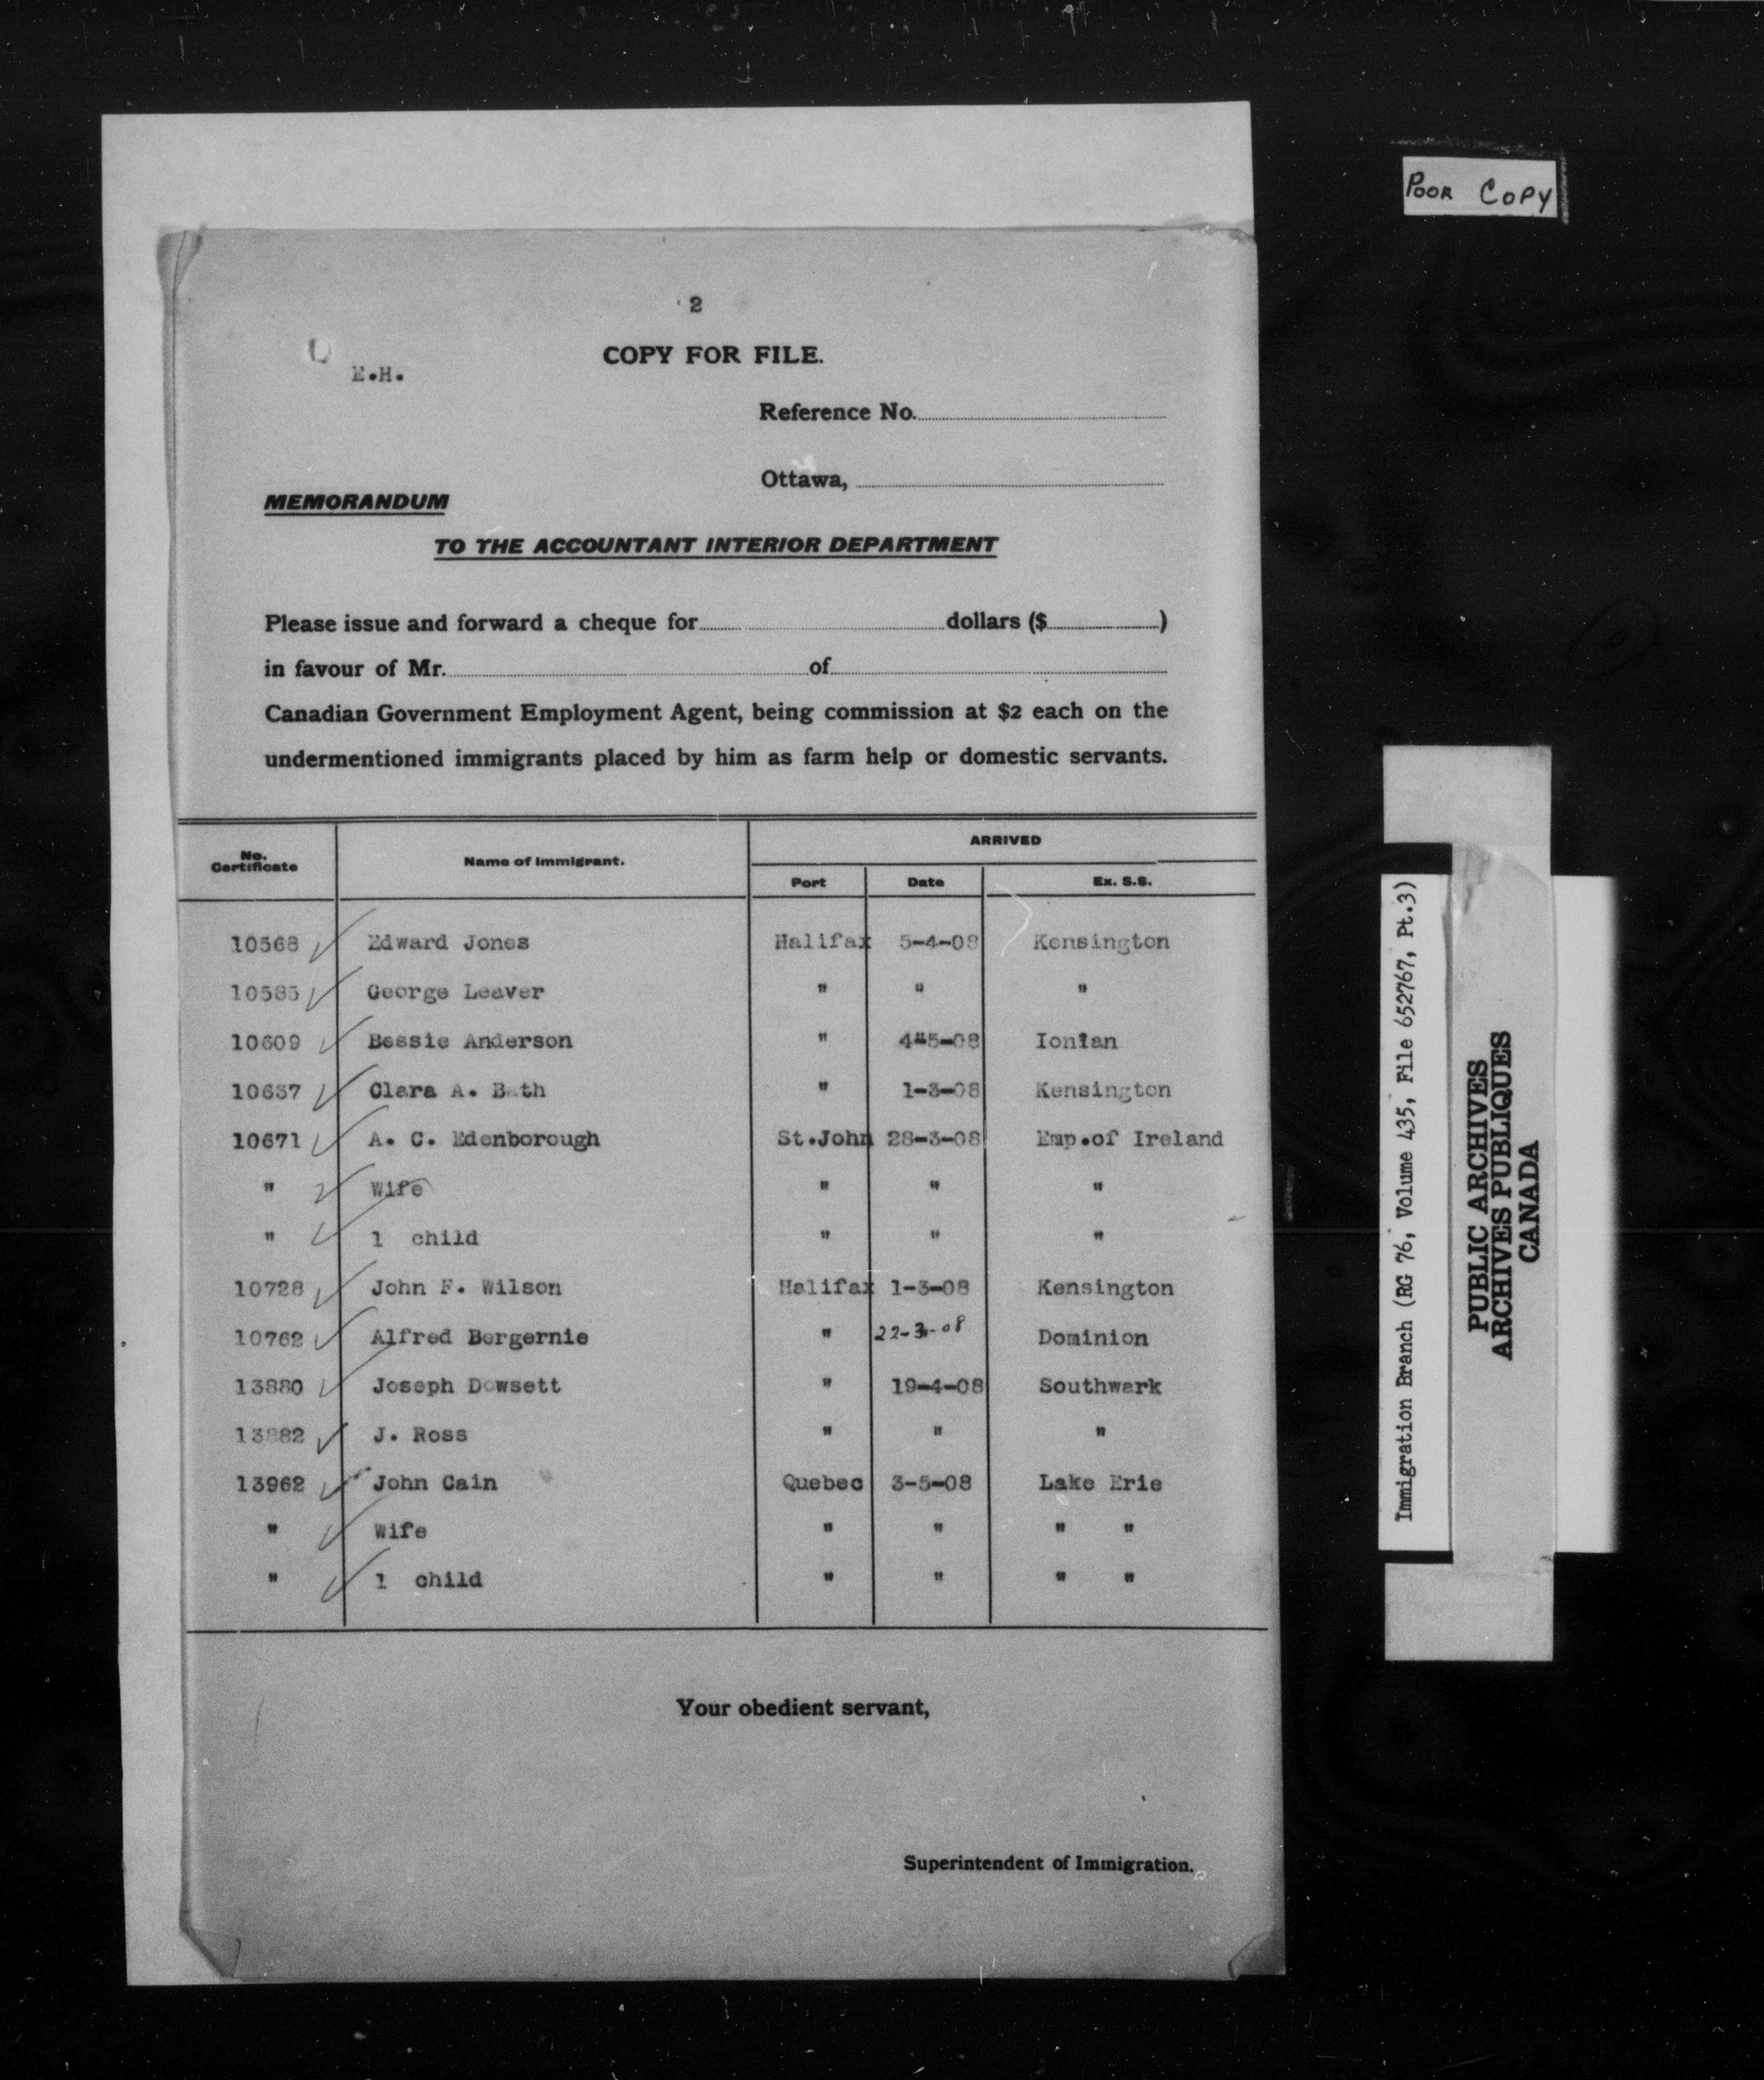 POOR COPY
2
COPY FOR FILE.
E.H.
Reference No.
Ottawa,
MEMORANDUM
TO THE ACCOUNTANT INTERIOR DEPARTMENT
Please issue and forward a cheque for dollars ($ )
in favour of Mr. of
Canadian Government Employment Agent, being commission at $2 each on the
undermentioned immigrants placed by him as farm help or domestic servants.
No. Certificate Name of Immigrant. ARRIVED
Port Date Ex. S.S.
10568 Edward Jones Halifax 5-4-08 Kensington
10585 George Leaver " " "
10609 Bessie Anderson " 4-5-08 Ionian
10637 Clara A. Bath " 1-3-08 Kensington
10671 A. C. Edenborough St.John 28-3-08 Emp.of Ireland
" Wife " " "
" 1 child " " "
10728 John F. Wilson Halifax 1-3-08 Kensington
10762 Alfred Borgernie " 22-3-08 Dominion
13880 Joseph Dowsett " 19-4-08 Southwark
13882 J. Ross " " "
13962 John Cain Quebec 3-5-08 Lake Erie
" Wife " " " "
" 1 child " " " "
Your obedient servant,
Superintendent of Immigration.
Immigration Branch (RG 76, Volume 435, File 652767, Pt.3)
PUBLIC ARCHIVES
ARCHIVES PUBLIQUES
CANADA